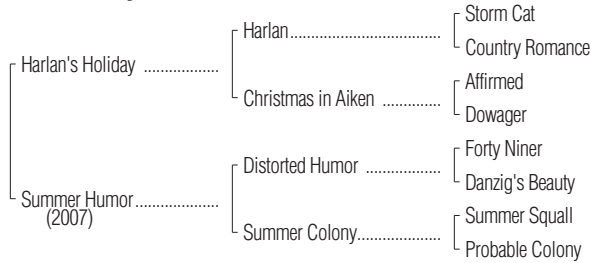 Storm Cat
Harlan
Country Romance
Harlan's Holiday
Affirmed
Christmas in Aiken
Dowager
Forty Niner
Distorted Humor
Danzig's Beauty
Summer Humor
(2007)
Summer Squall
Summer Colony
Probable Colony